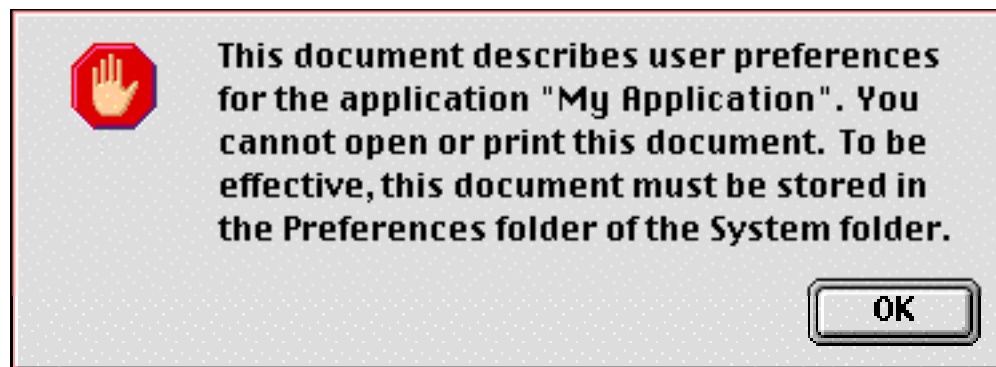 This document describes user preferences
for the application "My Application". You
cannot open or print this document. To be
effective, this document must be stored in
the Preferences folder of the System folder.
OK